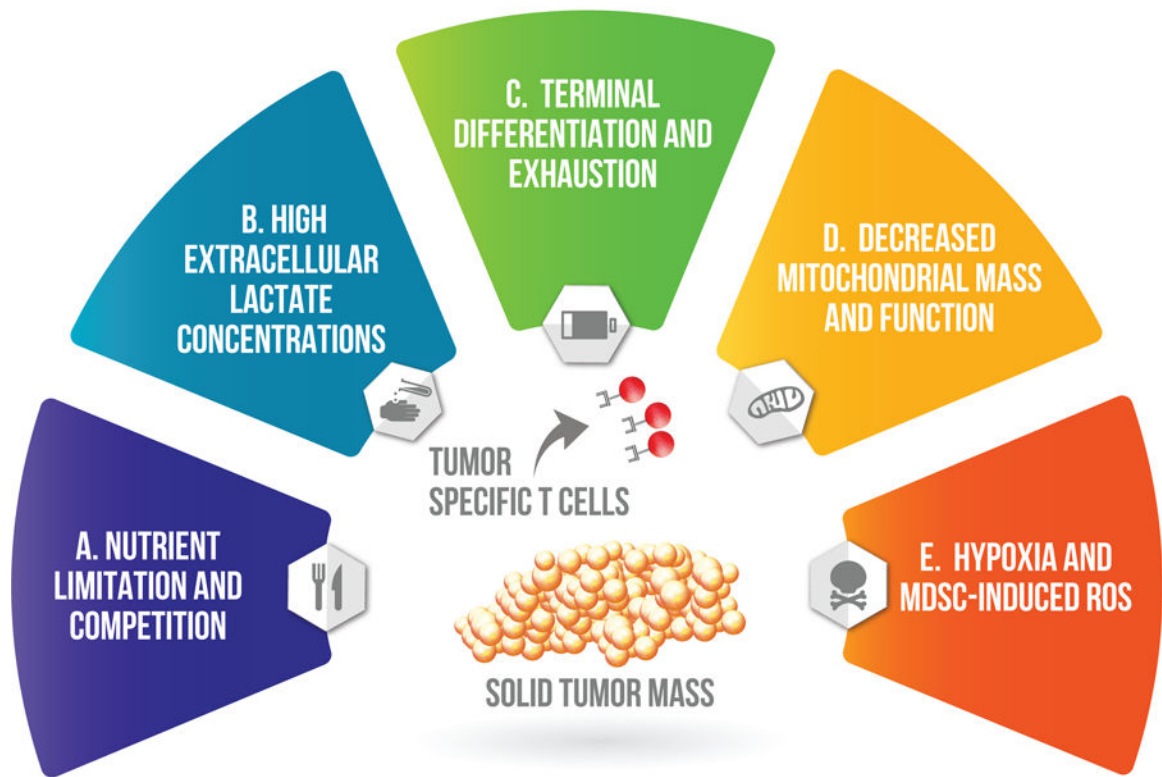 C. TERMINAL
DIFFERENTIATION AND
EXHAUSTION
B. HIGH
EXTRACELLULAR
LACTATE
CONCENTRATIONS
D. DECREASED
MITOCHONDRIAL MASS
AND FUNCTION
TUMOR
SPECIFIC T CELLS
A. NUTRIENT
LIMITATION AND
COMPETITION
E. HYPOXIA AND
MDSC-INDUCED ROS
SOLID TUMOR MASS